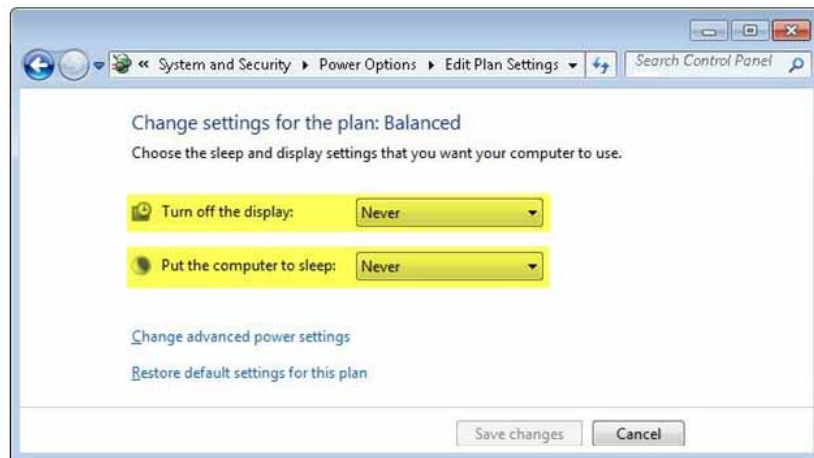 « System and Security ▸ Power Options ▸ Edit Plan Settings Search Control Panel
Change settings for the plan: Balanced
Choose the sleep and display settings that you want your computer to use.
Turn off the display: Never
Put the computer to sleep: Never
Change advanced power settings
Restore default settings for this plan
Save changes Cancel